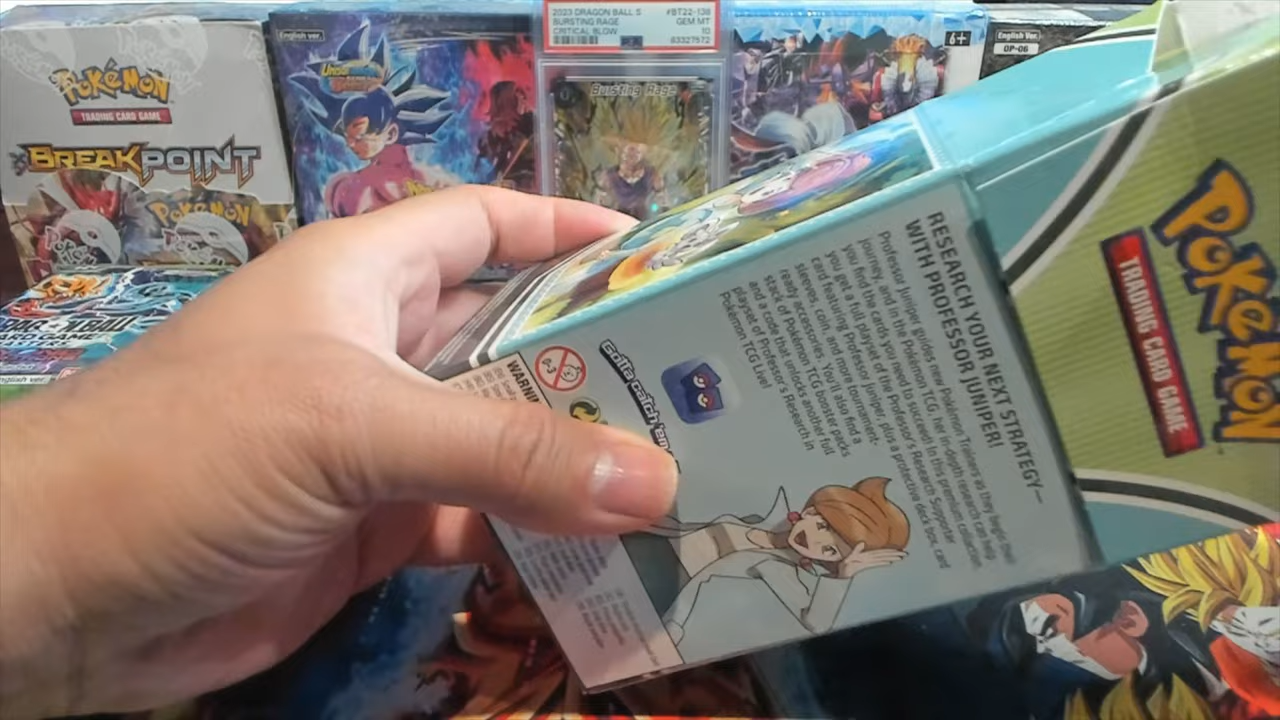 POKÉMON
TRADING CARD GAME
BREAKPOINT
POKÉMON
English ver.
2023 DRAGON BALL S
#BT22-138
BURSTING RAGE
GEM MT
CRITICAL BLOW
10
93327572
Bursting Rage
6+
English Ver.
OP-06
BALL
English ver.
RESEARCH YOUR NEXT STRATEGY—
WITH PROFESSOR JUNIPER!
Professor Juniper guides new Pokémon Trainers as they begin their
journey, and in the Pokémon TCG, her in-depth research can help
you find the cards you need to succeed! In this premium collection,
you get a full playset of the Professor's Research Supporter
card featuring Professor Juniper, plus a protective deck box, card
sleeves, coin, and more tournament-
ready accessories. You'll also find a
stack of Pokémon TCG booster packs
and a code that unlocks another full
playset of Professor's Research in
Pokémon TCG Live!
Gotta catch 'em
0-3
POKÉMON
TRADING CARD GAME